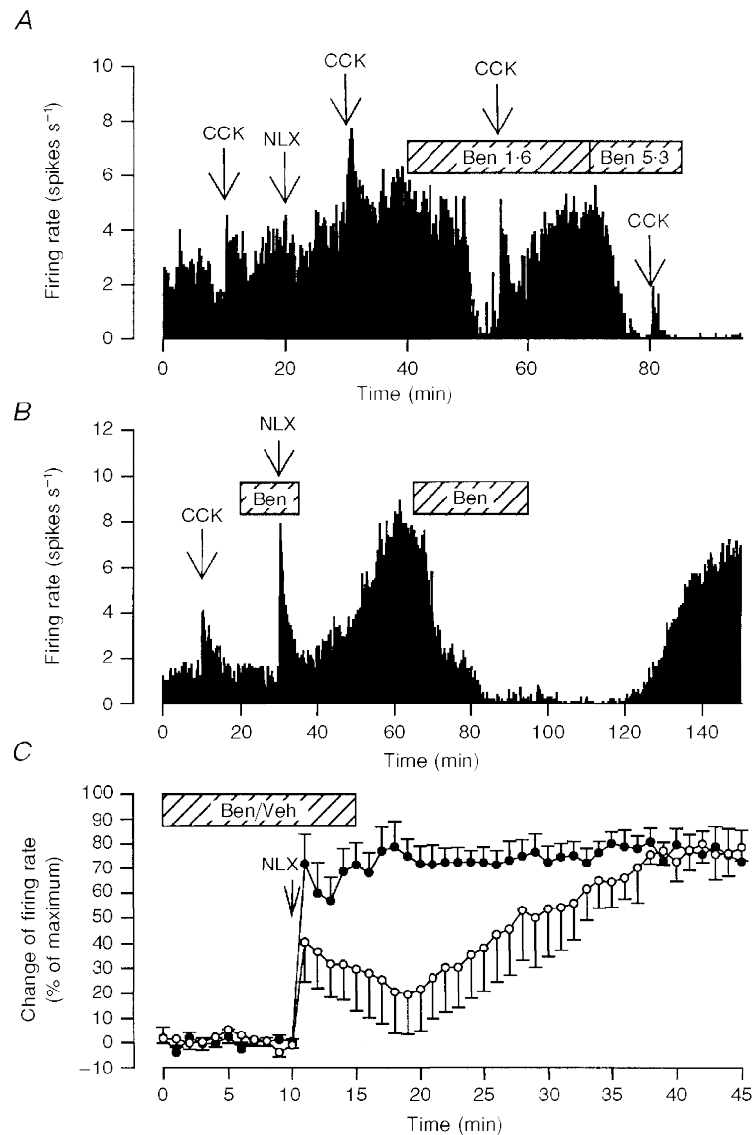 A
Firing rate (spikes s⁻¹)
10
8
6
4
2
0
CCK
NLX
CCK
CCK
Ben 1·6
Ben 5·3
CCK
0 20 40 60 80
Time (min)
B
Firing rate (spikes s⁻¹)
12
10
8
6
4
2
0
CCK
Ben
NLX
Ben
0 20 40 60 80 100 120 140
Time (min)
C
Change of firing rate
(% of maximum)
100
90
80
70
60
50
40
30
20
10
0
−10
Ben/Veh
NLX
0 5 10 15 20 25 30 35 40 45
Time (min)